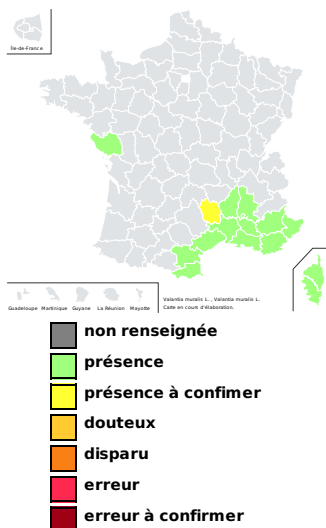 Île-de-France
Guadeloupe Martinique Guyane La Réunion Mayotte
Valantia muralis L. , Valantia muralis L.
Carte en cours d'élaboration.
non renseignée
présence
présence à confimer
douteux
disparu
erreur
erreur à confirmer